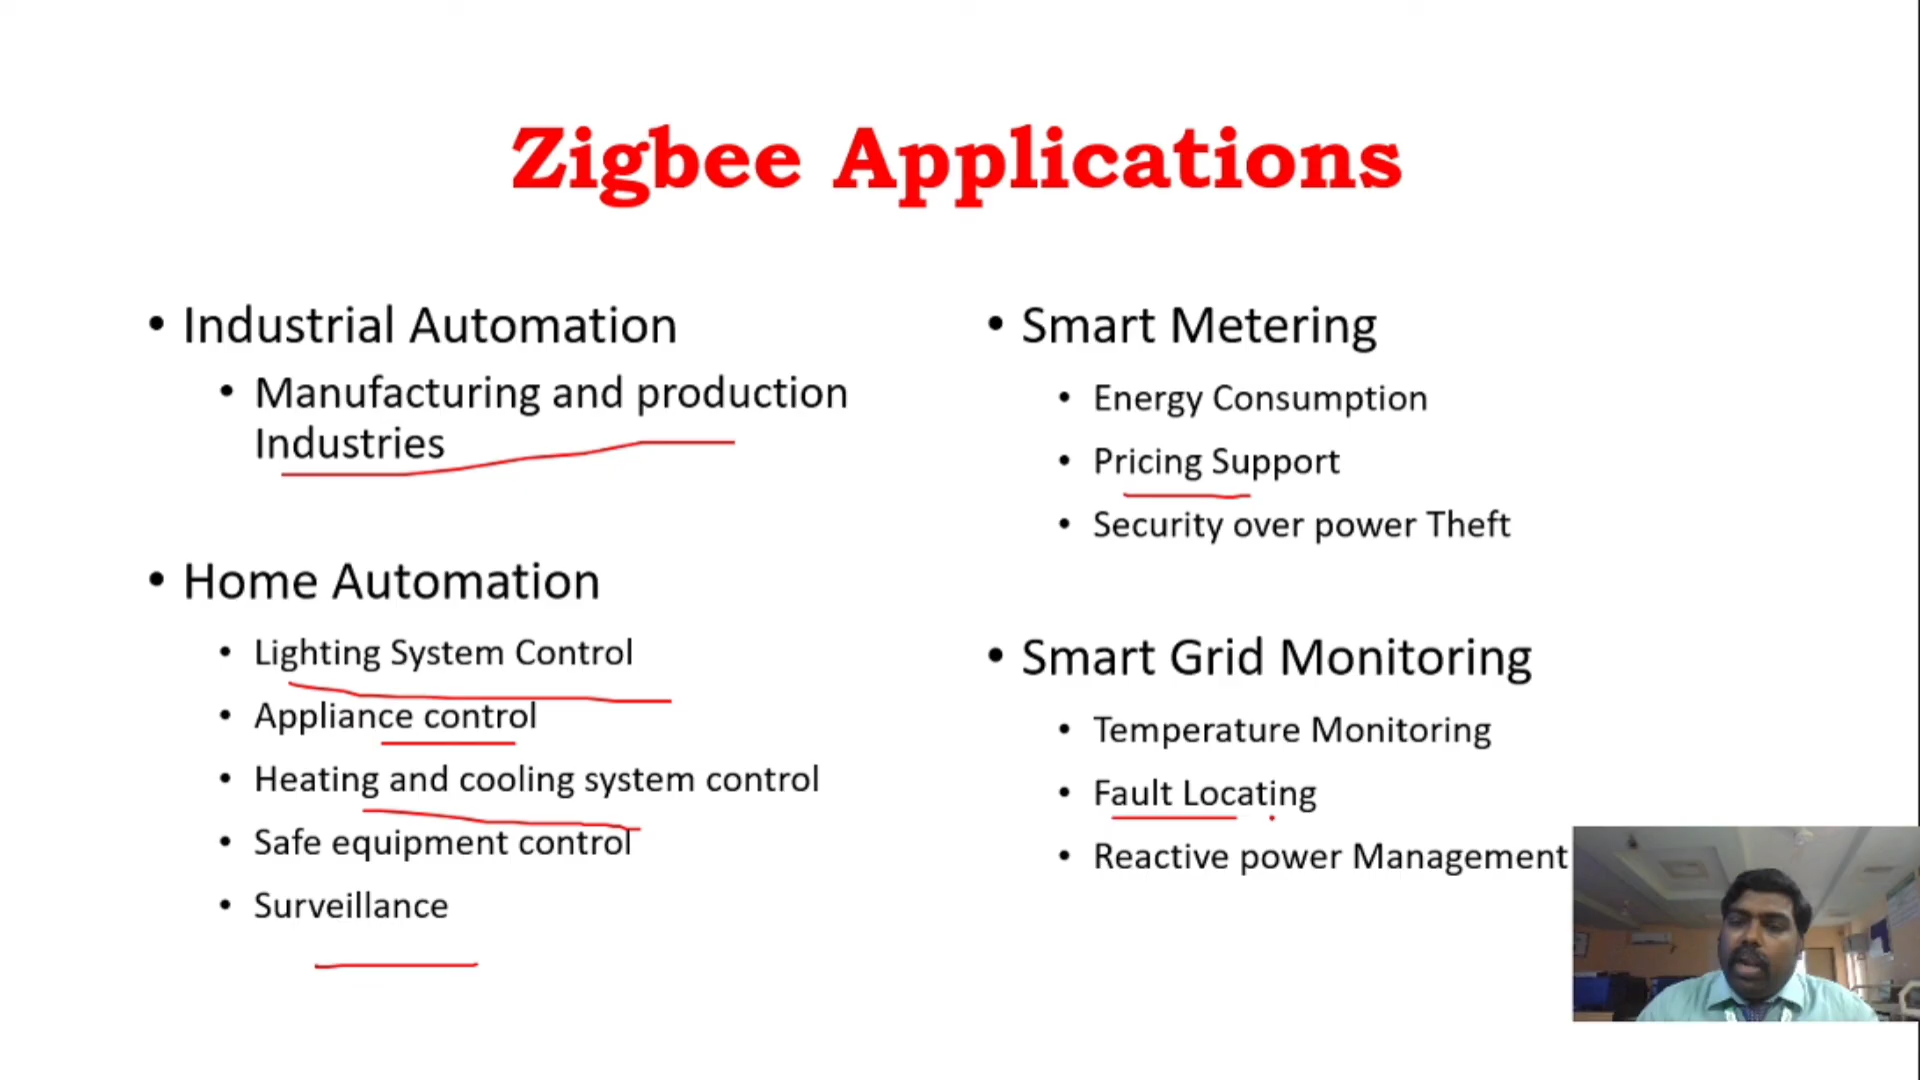 Zigbee Applications
• Industrial Automation
• Manufacturing and production
Industries
• Home Automation
• Lighting System Control
• Appliance control
• Heating and cooling system control
• Safe equipment control
• Surveillance
• Smart Metering
• Energy Consumption
• Pricing Support
• Security over power Theft
• Smart Grid Monitoring
• Temperature Monitoring
• Fault Locating
• Reactive power Management